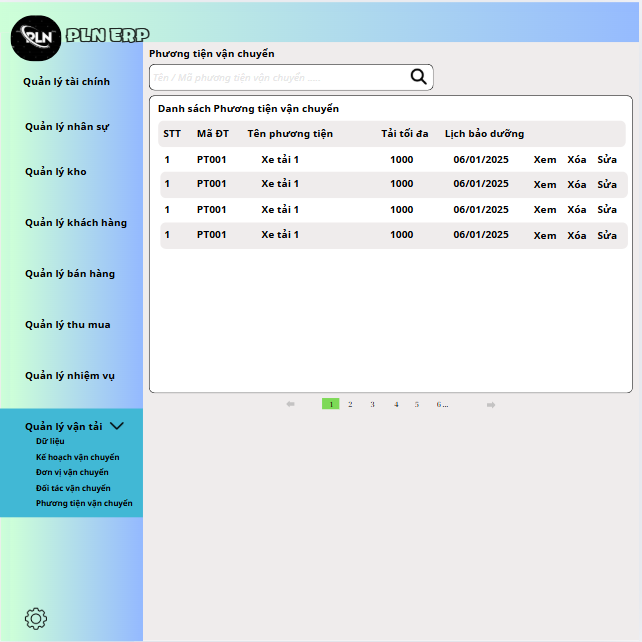 PLN PLN ERP
Quản lý tài chính
Quản lý nhân sự
Quản lý kho
Quản lý khách hàng
Quản lý bán hàng
Quản lý thu mua
Quản lý nhiệm vụ
Quản lý vận tải
Dữ liệu
Kế hoạch vận chuyển
Đơn vị vận chuyển
Đối tác vận chuyển
Phương tiện vận chuyển
Phương tiện vận chuyển
Tên / Mã phương tiện vận chuyển .....
Danh sách Phương tiện vận chuyển
STT Mã ĐT Tên phương tiện Tải tối đa Lịch bảo dưỡng
1 PT001 Xe tải 1 1000 06/01/2025 Xem Xóa Sửa
1 PT001 Xe tải 1 1000 06/01/2025 Xem Xóa Sửa
1 PT001 Xe tải 1 1000 06/01/2025 Xem Xóa Sửa
1 PT001 Xe tải 1 1000 06/01/2025 Xem Xóa Sửa
1 2 3 4 5 6...